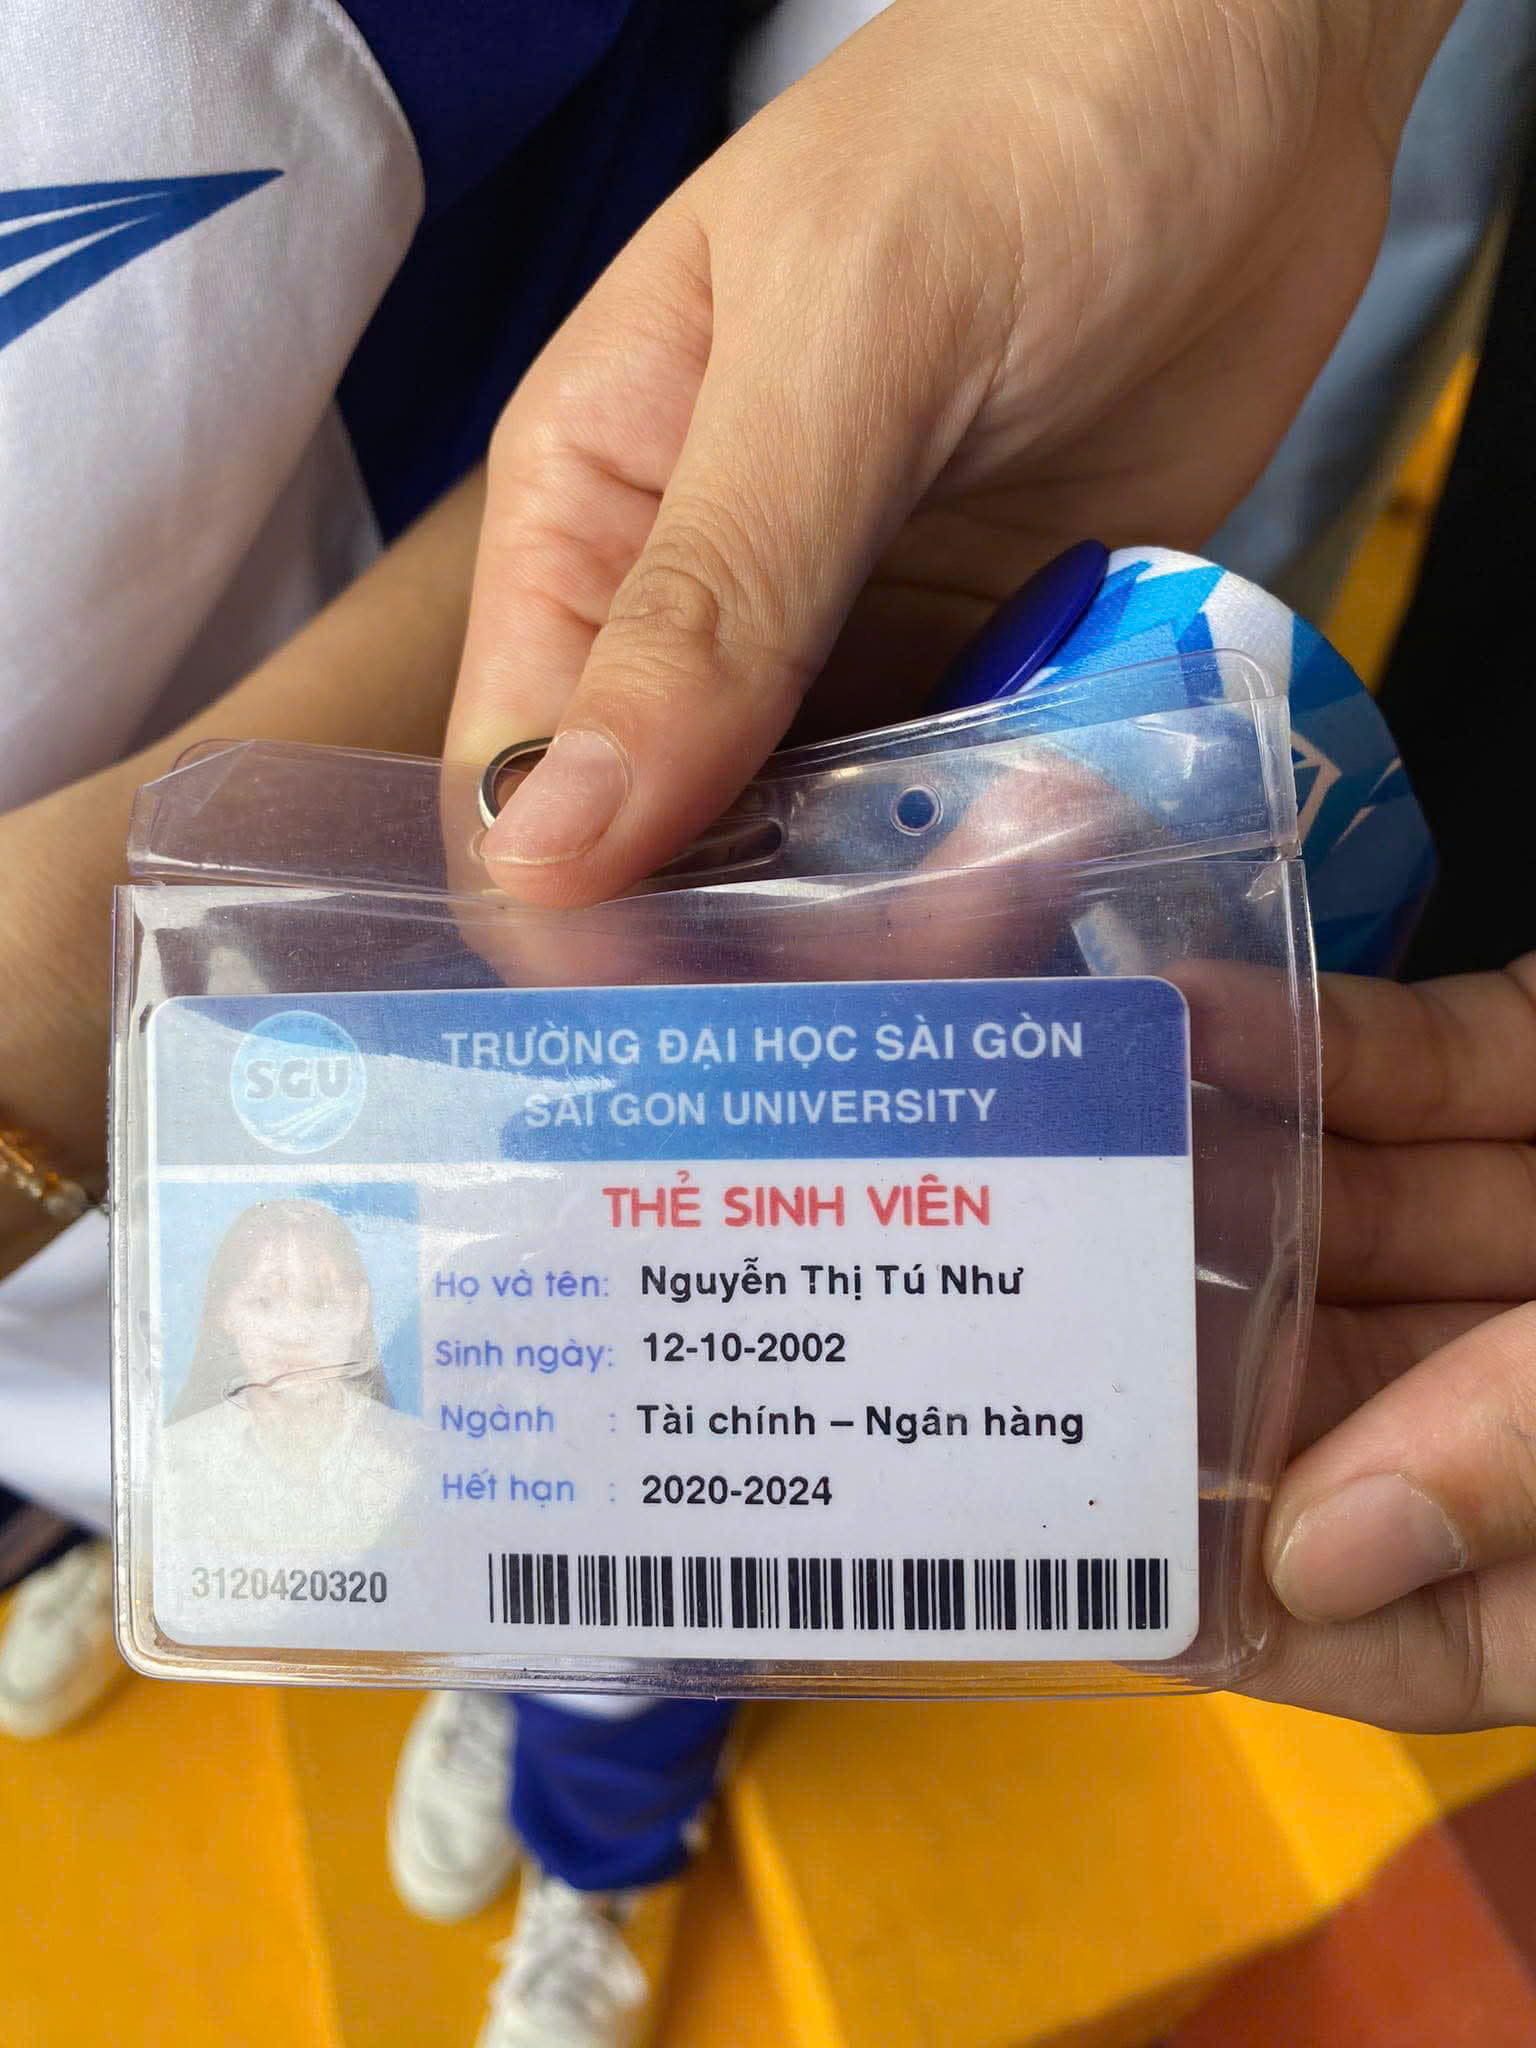 SGU
TRƯỜNG ĐẠI HỌC SÀI GÒN
SAI GON UNIVERSITY
THẺ SINH VIÊN
Họ và tên: Nguyễn Thị Tú Như
Sinh ngày: 12-10-2002
Ngành : Tài chính – Ngân hàng
Hết hạn : 2020-2024
3120420320